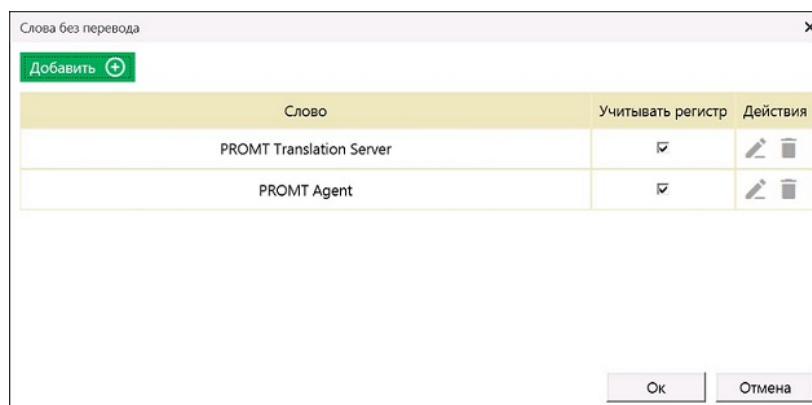 Слова без перевода
Добавить
Слово Учитывать регистр Действия
PROMT Translation Server
PROMT Agent
Ок Отмена